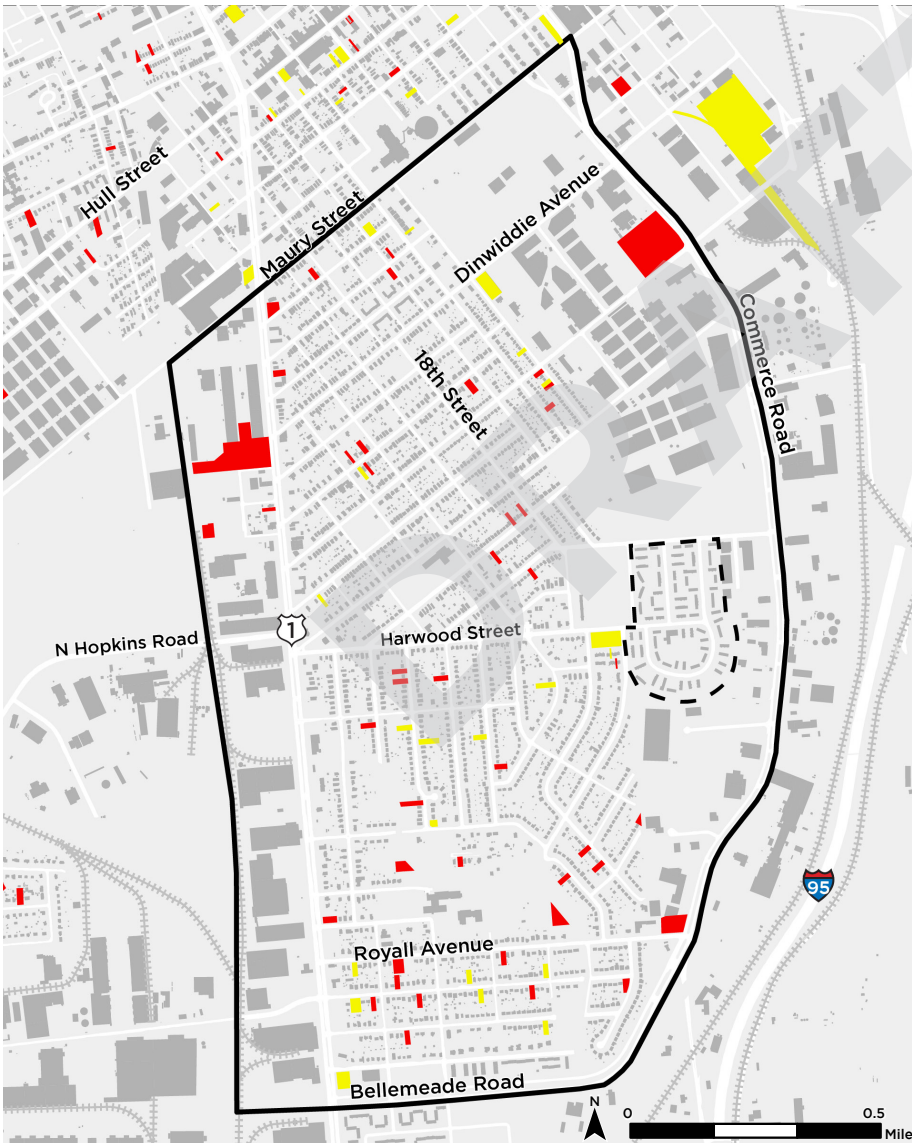 Hull Street
Maury Street
Dinwiddie Avenue
18th Street
Commerce Road
N Hopkins Road
1
Harwood Street
95
Royall Avenue
Bellemeade Road
N
0
0.5
Mile